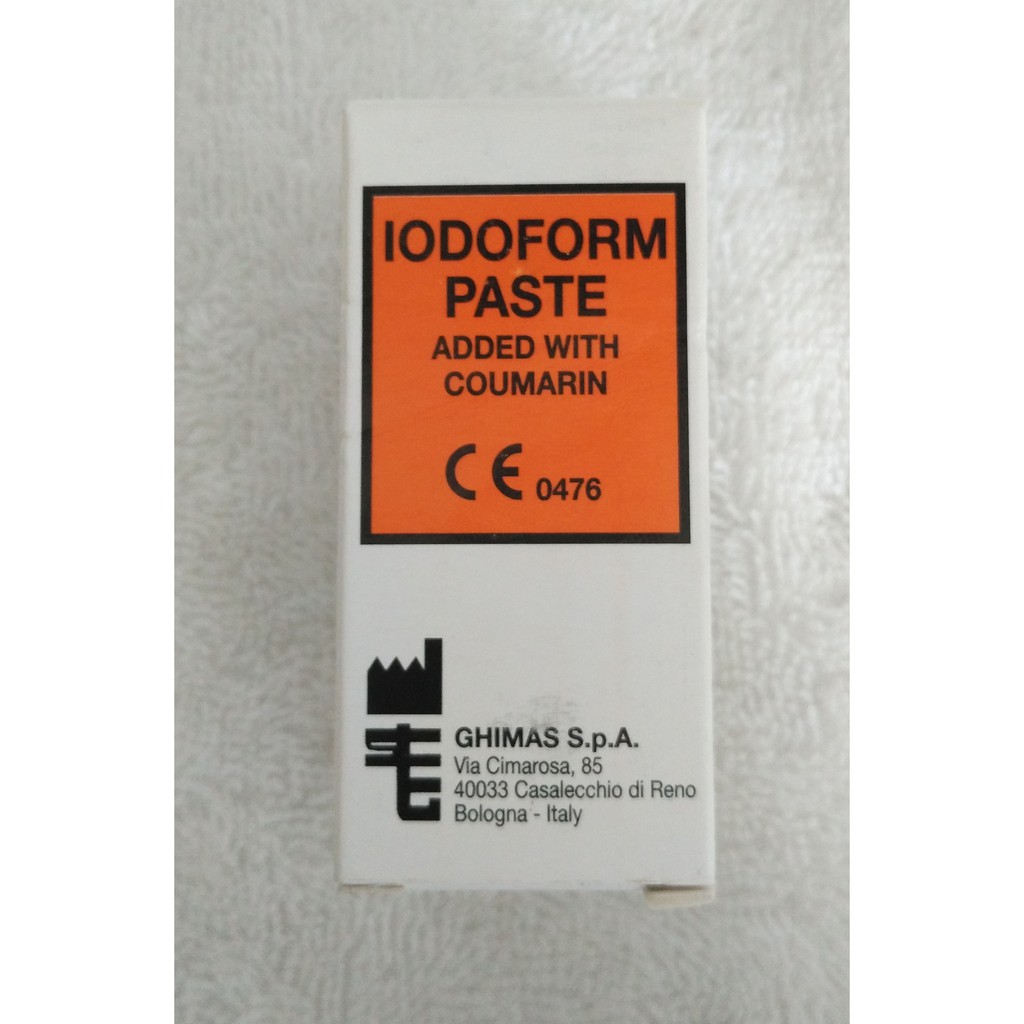 IODOFORM
PASTE
ADDED WITH
COUMARIN
CE 0476
GHIMAS S.p.A.
Via Cimarosa, 85
40033 Casalecchio di Reno
Bologna - Italy